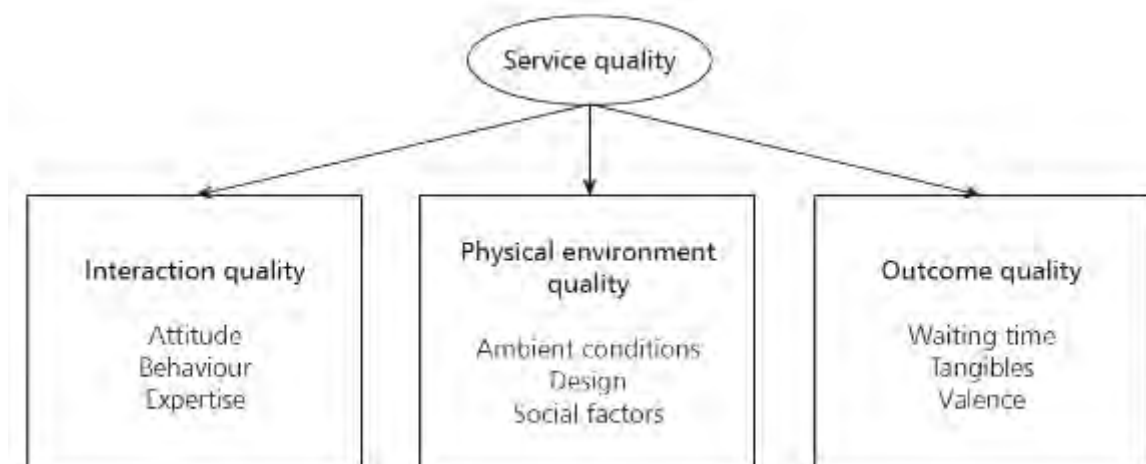 Service quality
Interaction quality
Attitude
Behaviour
Expertise
Physical environment
quality
Ambient conditions
Design
Social factors
Outcome quality
Waiting time
Tangibles
Valence